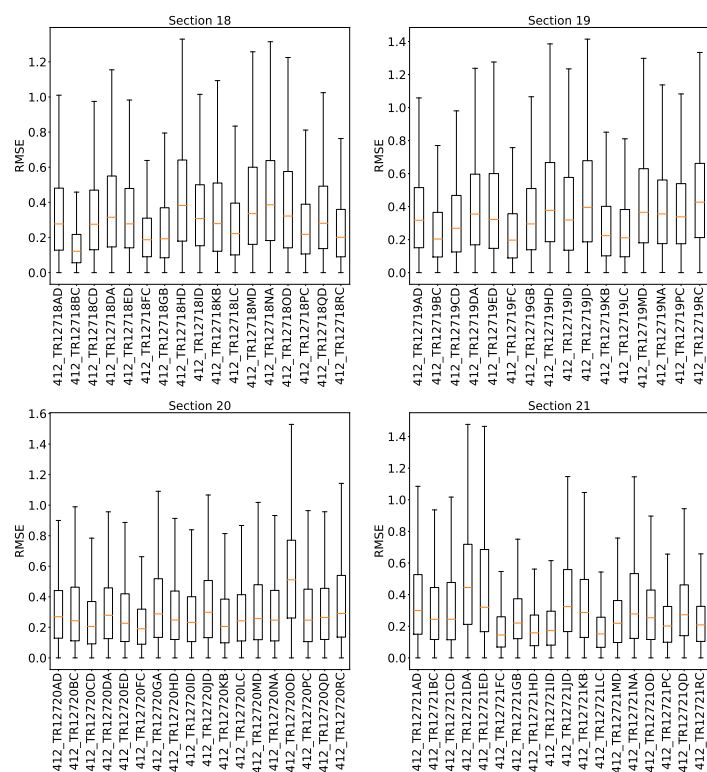 Section 18
RMSE
1.2
1.0
0.8
0.6
0.4
0.2
0.0
412_TR12718AD
412_TR12718BC
412_TR12718CD
412_TR12718DA
412_TR12718ED
412_TR12718FC
412_TR12718GB
412_TR12718HD
412_TR12718ID
412_TR12718KB
412_TR12718LC
412_TR12718MD
412_TR12718NA
412_TR12718OD
412_TR12718PC
412_TR12718QD
412_TR12718RC
Section 19
RMSE
1.4
1.2
1.0
0.8
0.6
0.4
0.2
0.0
412_TR12719AD
412_TR12719BC
412_TR12719CD
412_TR12719DA
412_TR12719ED
412_TR12719FC
412_TR12719GB
412_TR12719HD
412_TR12719ID
412_TR12719JD
412_TR12719KB
412_TR12719LC
412_TR12719MD
412_TR12719NA
412_TR12719PC
412_TR12719RC
Section 20
RMSE
1.6
1.4
1.2
1.0
0.8
0.6
0.4
0.2
0.0
412_TR12720AD
412_TR12720BC
412_TR12720CD
412_TR12720DA
412_TR12720ED
412_TR12720FC
412_TR12720GA
412_TR12720HD
412_TR12720ID
412_TR12720JD
412_TR12720KB
412_TR12720LC
412_TR12720MD
412_TR12720NA
412_TR12720OD
412_TR12720PC
412_TR12720QD
412_TR12720RC
Section 21
RMSE
1.4
1.2
1.0
0.8
0.6
0.4
0.2
0.0
412_TR12721AD
412_TR12721BC
412_TR12721CD
412_TR12721DA
412_TR12721ED
412_TR12721FC
412_TR12721GB
412_TR12721HD
412_TR12721ID
412_TR12721JD
412_TR12721KB
412_TR12721LC
412_TR12721MD
412_TR12721NA
412_TR12721OD
412_TR12721PC
412_TR12721QD
412_TR12721RC